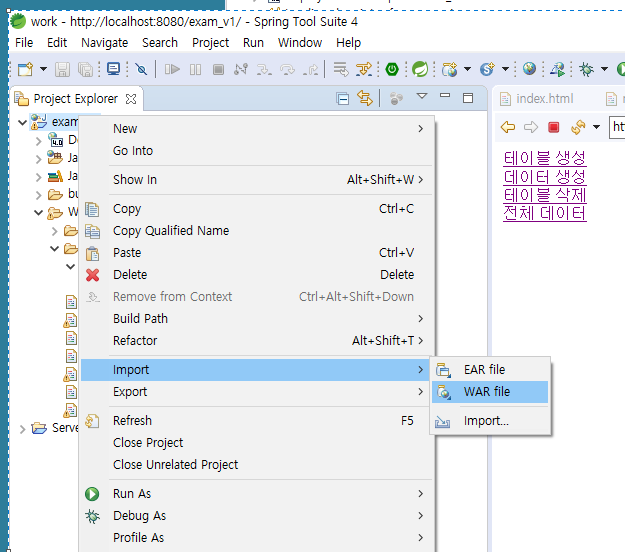 work - http://localhost:8080/exam_v1/ - Spring Tool Suite 4
File Edit Navigate Search Project Run Window Help
Project Explorer
index.html
exam
New
Go Into
Show In Alt+Shift+W
Copy Ctrl+C
Copy Qualified Name
Paste Ctrl+V
Delete Delete
Remove from Context Ctrl+Alt+Shift+Down
Build Path
Refactor Alt+Shift+T
Import
Export
Refresh F5
Close Project
Close Unrelated Project
Run As
Debug As
Profile As
EAR file
WAR file
Import...
테이블 생성
데이터 생성
테이블 삭제
전체 데이터